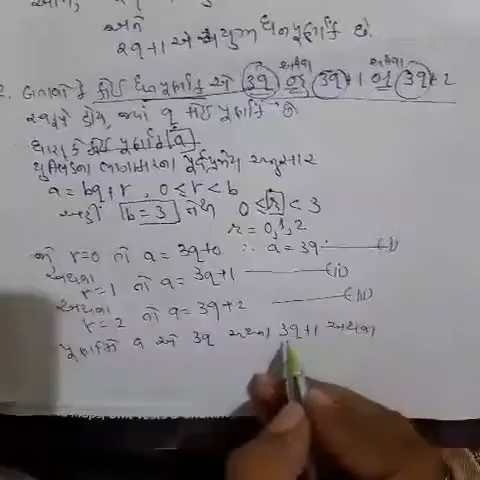 અને
2q+1 એ અયુગ્મ ધન પૂર્ણાંક છે.
2. બતાવો કે કોઈ ધન પૂર્ણાંક એ 3q અથવા 3q+1 અથવા 3q+2
સ્વરૂપે હોય, જ્યાં q કોઈ પૂર્ણાંક છે
ધારો કે કોઈ પૂર્ણાંક a
યુક્લિડના ભાગાકારના પૂર્વપ્રમેય અનુસાર
a = bq+r, 0 ≤ r < b
અહીં b = 3 તેથી 0 ≤ r < 3
r = 0,1,2
જો r=0 તો a = 3q+0 ∴ a = 3q (i)
અથવા r=1 તો a = 3q+1 (ii)
અથવા r=2 તો a = 3q+2 (iii)
પૂર્ણાંક a એ 3q અથવા 3q+1 અથવા